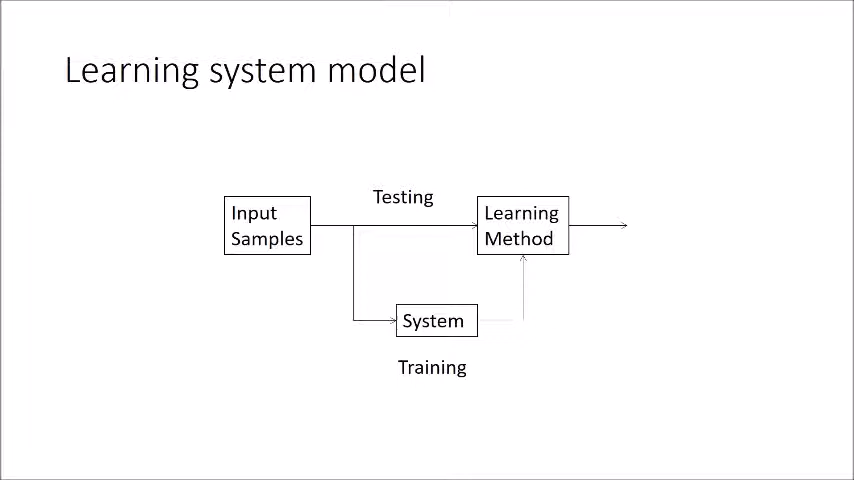 Learning system model
Testing
Input
Samples
Learning
Method
System
Training